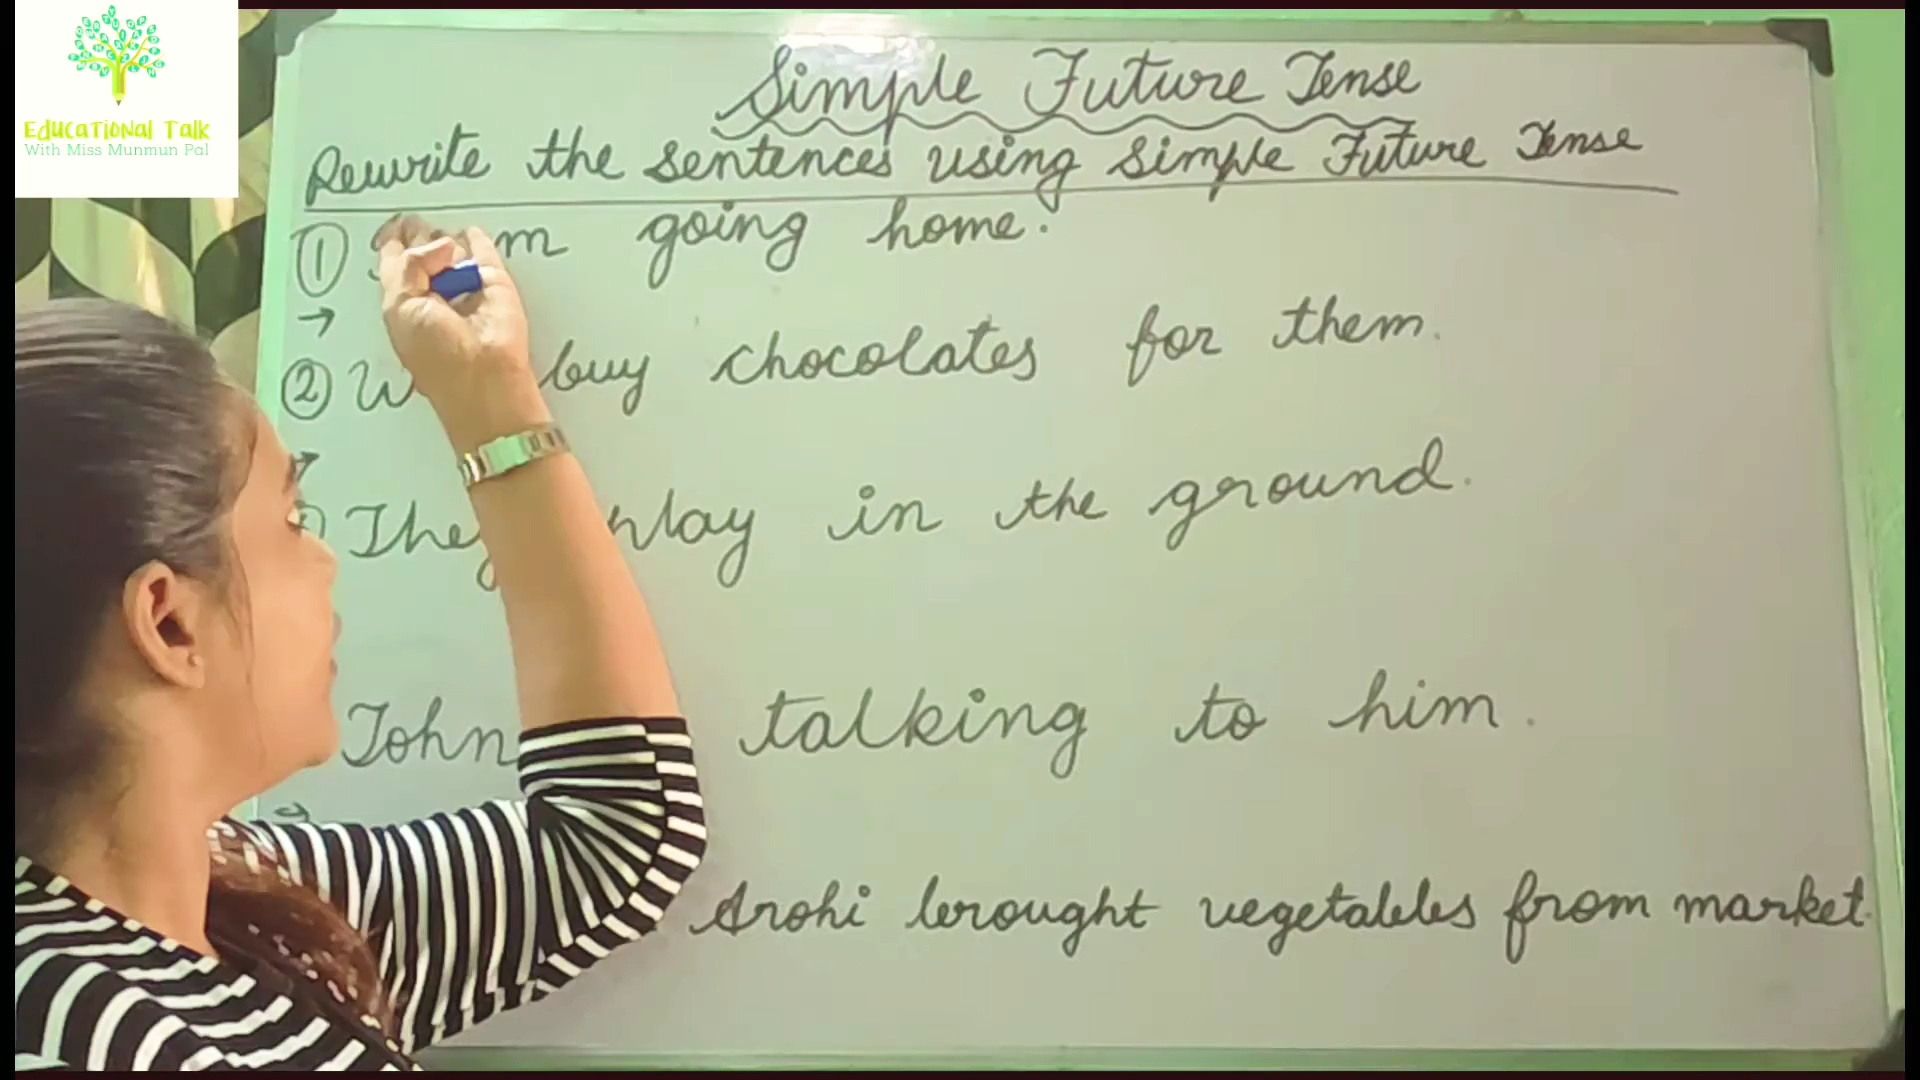 Educational Talk
With Miss Munmun Pal
Simple Future Tense
Rewrite the sentences using Simple Future Tense
① going home.
② buy chocolates for them.
They play in the ground.
John talking to him.
Arohi brought vegetables from market.